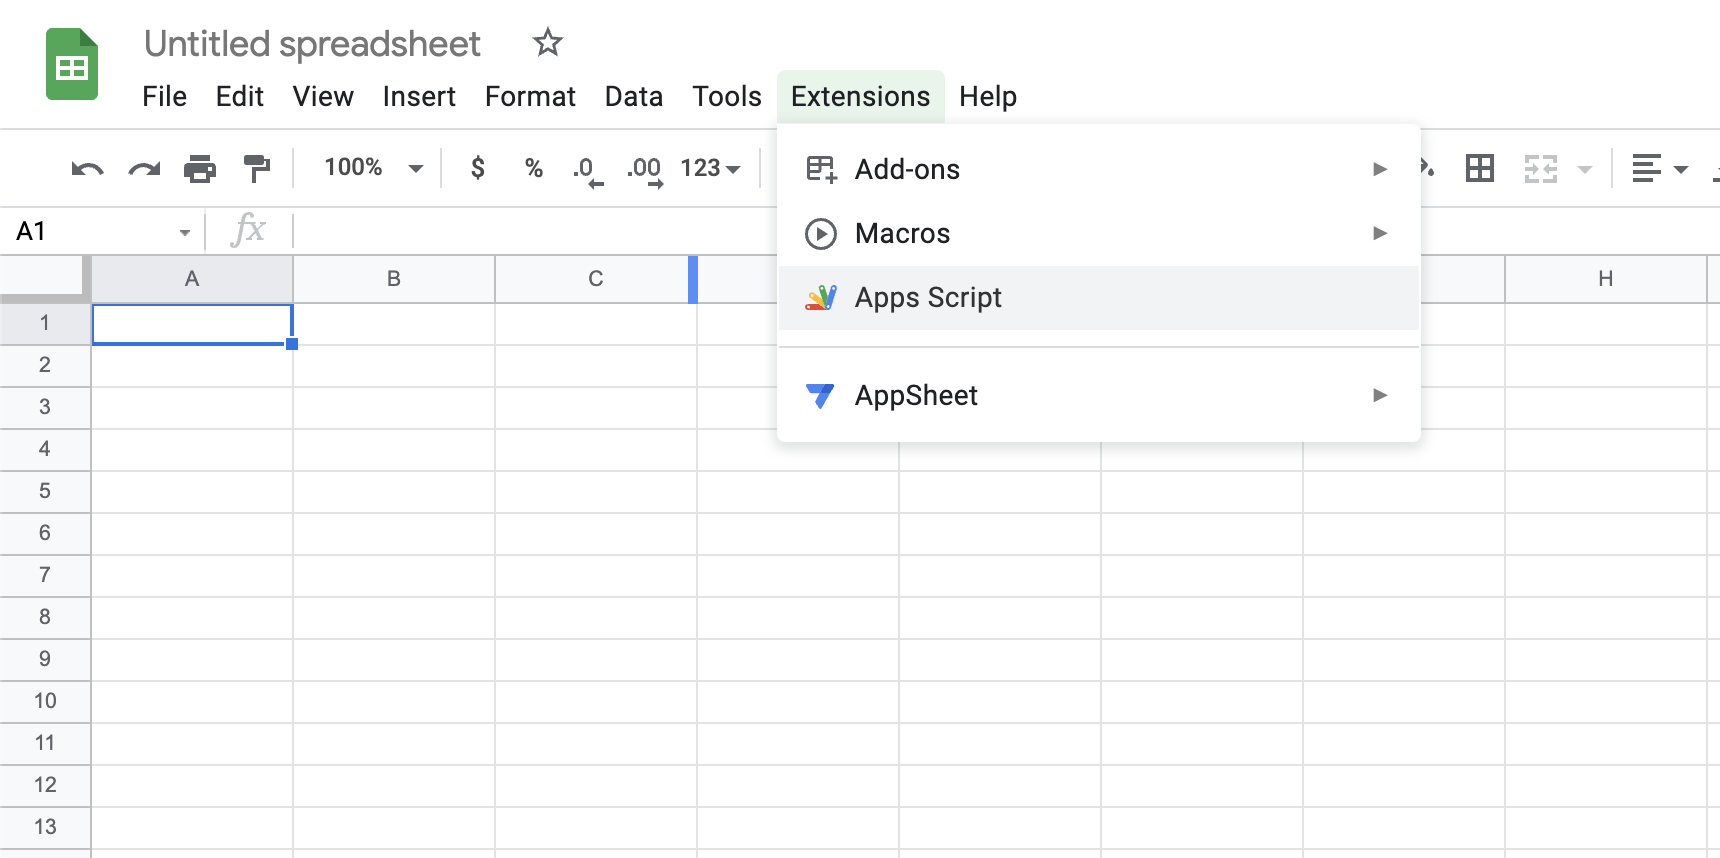 Untitled spreadsheet
File Edit View Insert Format Data Tools Extensions Help
100% $ % .0 .00 123
A1 fx
A B C H
Add-ons
Macros
Apps Script
AppSheet
1
2
3
4
5
6
7
8
9
10
11
12
13